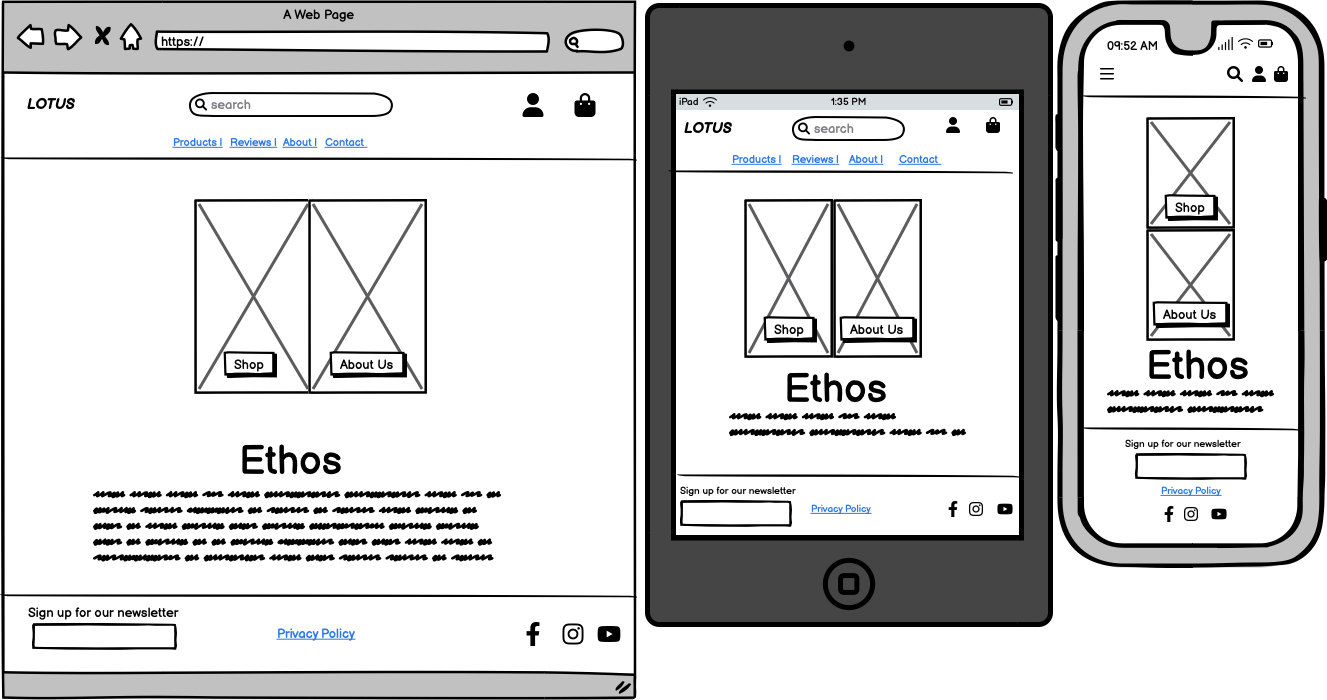 A Web Page
https://
LOTUS
search
Products | Reviews | About | Contact
Shop
About Us
Ethos
Sign up for our newsletter
Privacy Policy
iPad
1:35 PM
LOTUS
search
Products | Reviews | About | Contact
Shop
About Us
Ethos
Sign up for our newsletter
Privacy Policy
09:52 AM
Shop
About Us
Ethos
Sign up for our newsletter
Privacy Policy